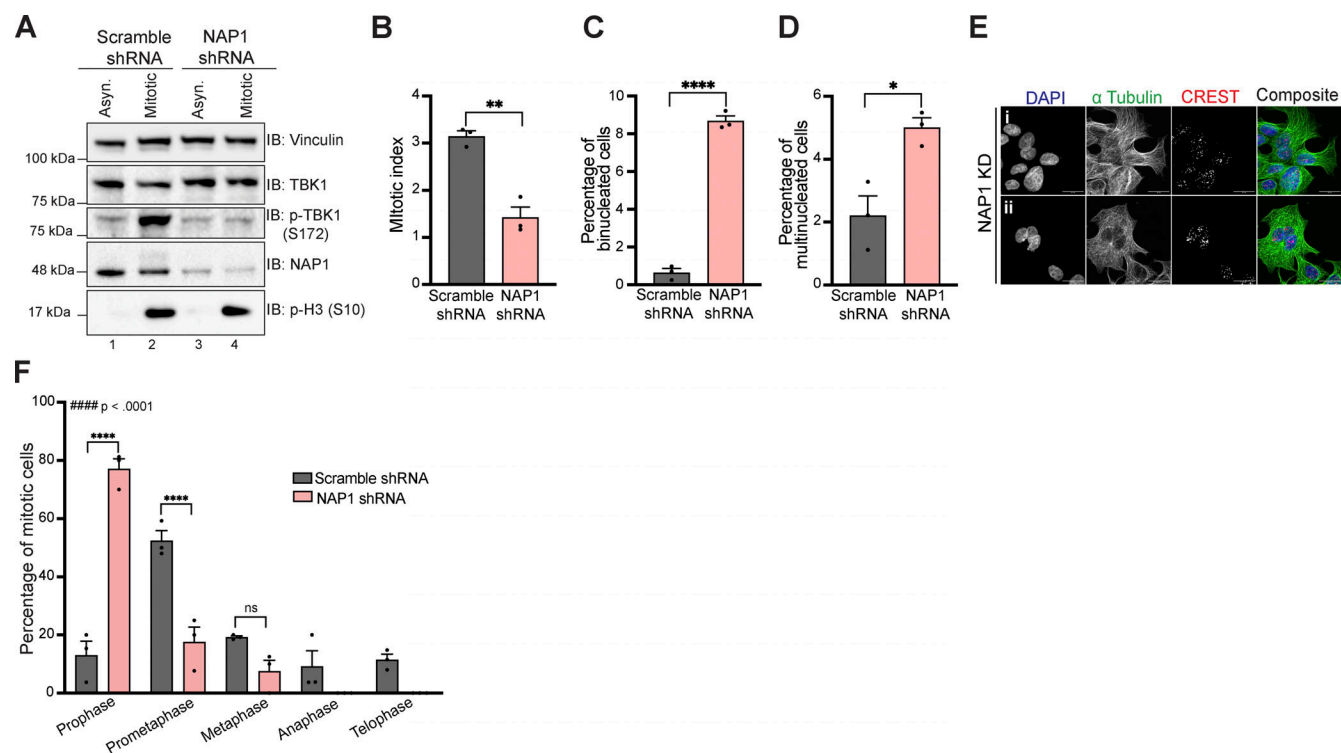 A
Scramble
shRNA
NAP1
shRNA
Asyn.
Mitotic
Asyn.
Mitotic
IB: Vinculin
100 kDa
IB: TBK1
75 kDa
IB: p-TBK1
(S172)
75 kDa
IB: NAP1
48 kDa
IB: p-H3 (S10)
17 kDa
1 2 3 4
B
Mitotic index
4
3
2
1
0
**
Scramble
shRNA
NAP1
shRNA
C
Percentage of
binucleated cells
10
8
6
4
2
0
****
Scramble
shRNA
NAP1
shRNA
D
Percentage of
multinucleated cells
6
4
2
0
*
Scramble
shRNA
NAP1
shRNA
E
DAPI α Tubulin CREST Composite
NAP1 KD
i
ii
F
Percentage of mitotic cells
100
80
60
40
20
0
#### p < .0001
****
****
ns
Scramble shRNA
NAP1 shRNA
Prophase
Prometaphase
Metaphase
Anaphase
Telophase